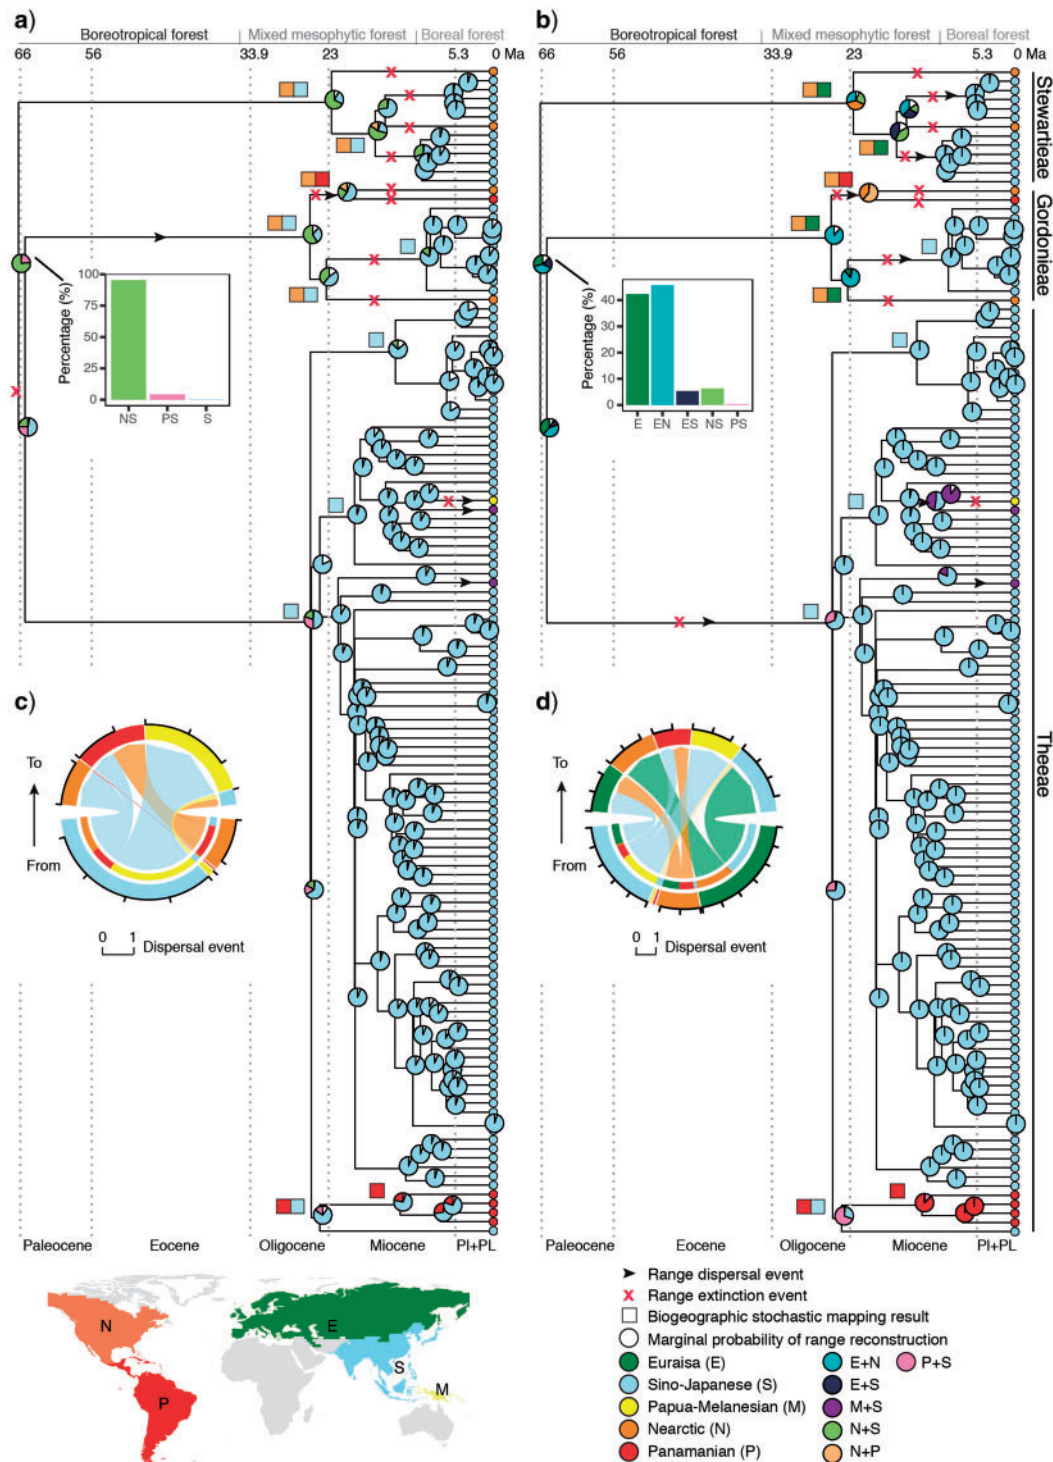 a)
Boreotropical forest
Mixed mesophytic forest
Boreal forest
66
56
33.9
23
5.3
0 Ma
b)
Boreotropical forest
Mixed mesophytic forest
Boreal forest
66
56
33.9
23
5.3
0 Ma
Stewartieae
Gordonieae
Theeae
Percentage (%)
100
75
50
25
0
NS
PS
S
Percentage (%)
40
30
20
10
0
E
EN
ES
NS
PS
c)
To
From
0 1
Dispersal event
d)
To
From
0 1
Dispersal event
Paleocene
Eocene
Oligocene
Miocene
PI+PL
Paleocene
Eocene
Oligocene
Miocene
PI+PL
N
E
S
M
P
Range dispersal event
Range extinction event
Biogeographic stochastic mapping result
Marginal probability of range reconstruction
Euraisa (E)
Sino-Japanese (S)
Papua-Melanesian (M)
Nearctic (N)
Panamanian (P)
E+N
E+S
M+S
N+S
N+P
P+S